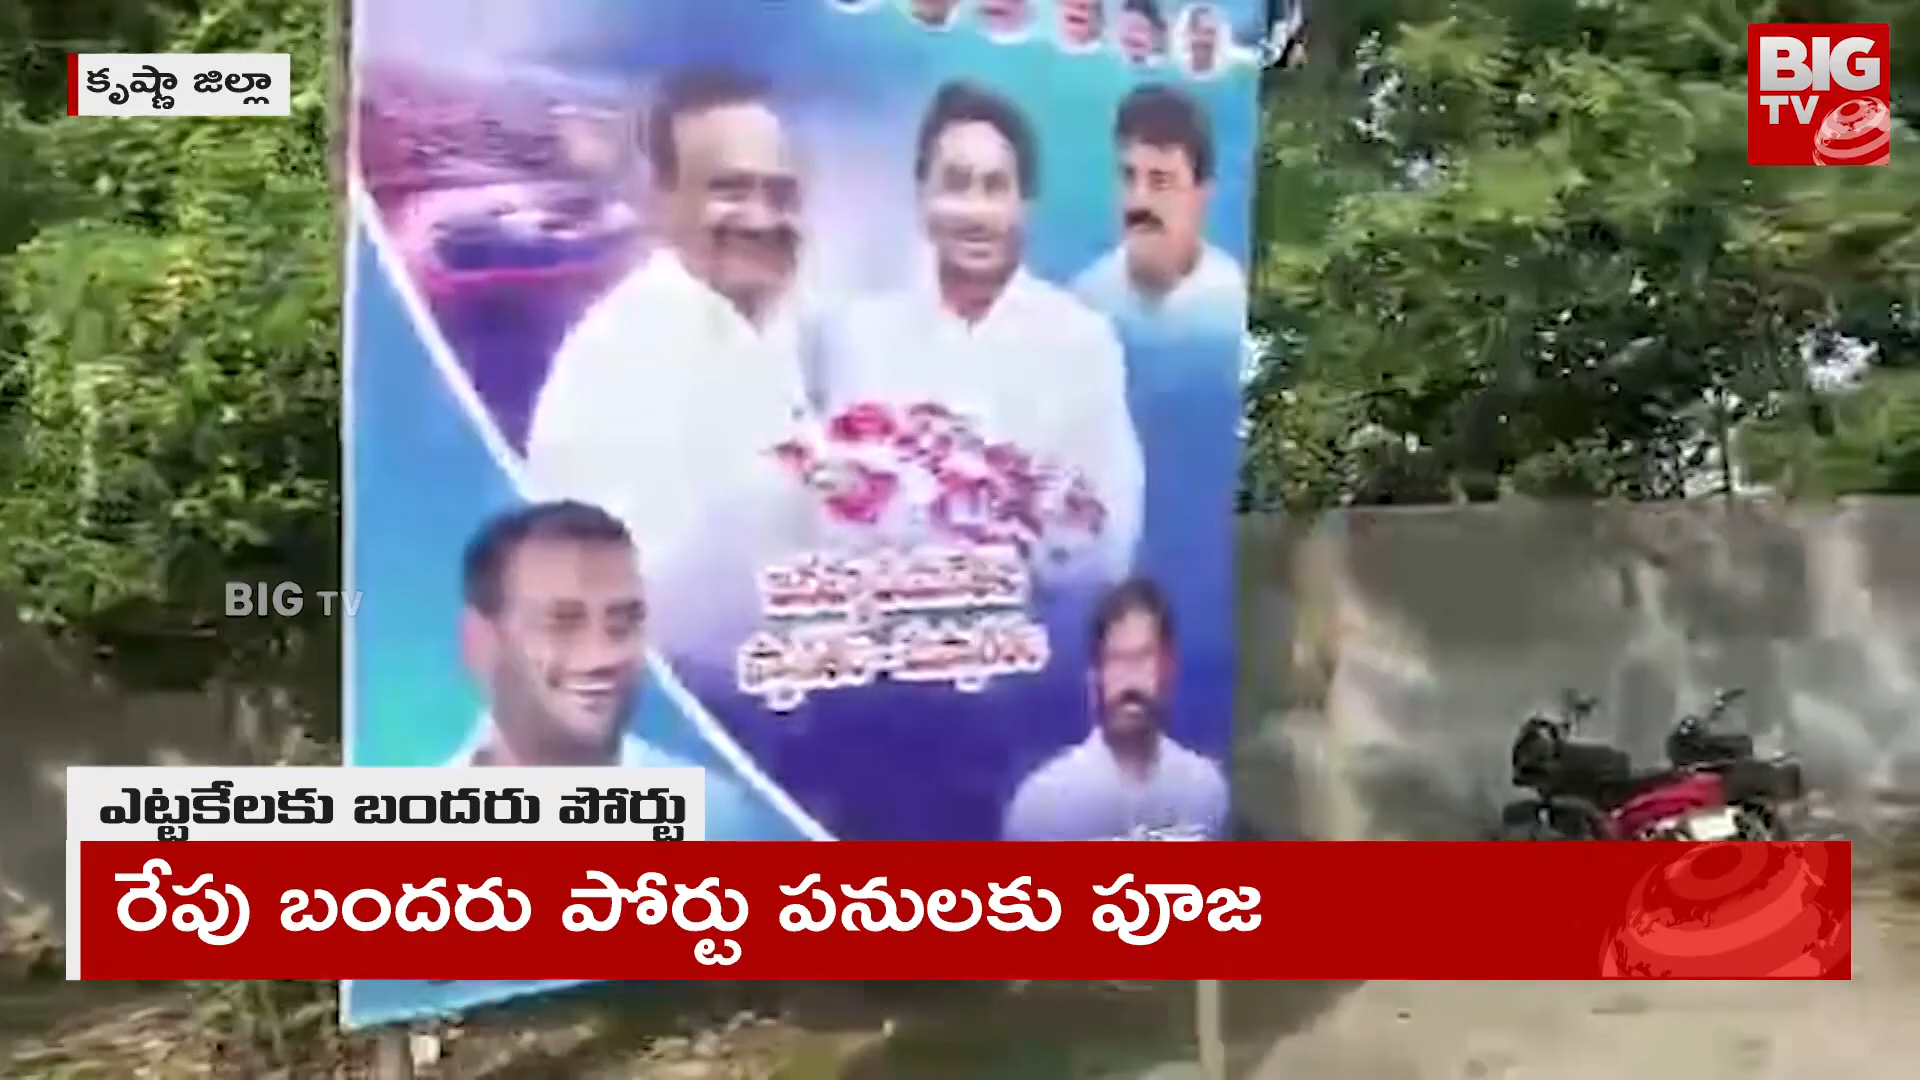 కృష్ణా జిల్లా
BIG
TV
BIG TV
ఎట్టకేలకు బందరు పోర్టు
రేపు బందరు పోర్టు పనులకు పూజ